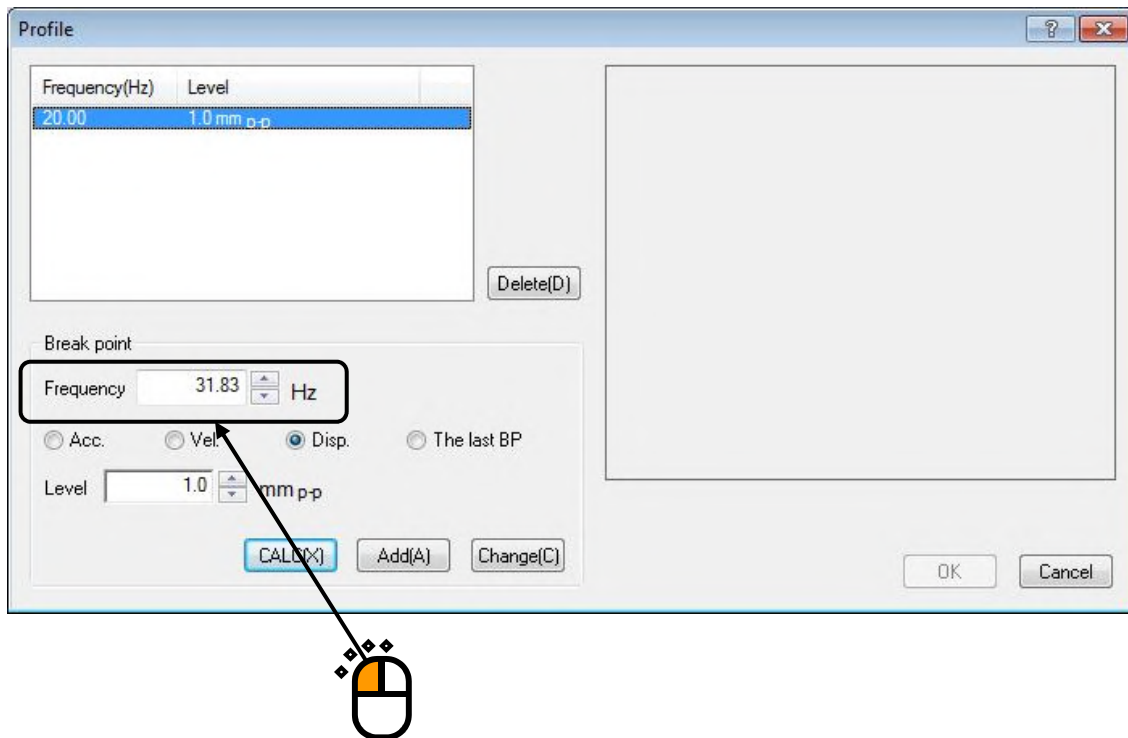 Profile
Frequency(Hz) Level
20.00 1.0 mm p-p
Delete(D)
Break point
Frequency 31.83 Hz
Acc. Vel. Disp. The last BP
Level 1.0 mm p-p
CALC(X) Add(A) Change(C)
OK Cancel